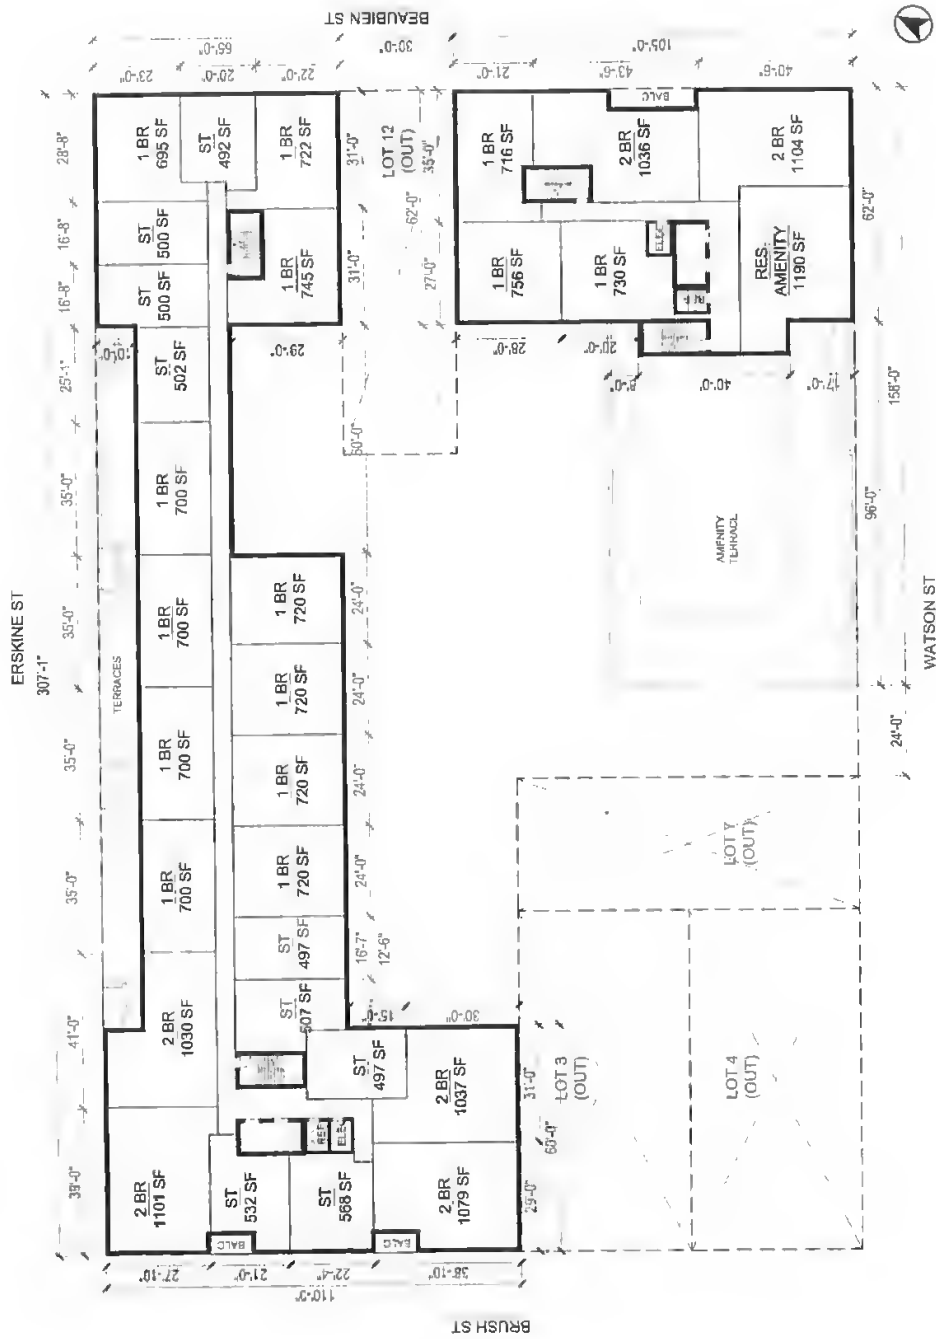 BEAUBIEN ST
65'-0"
23'-0"
20'-0"
22'-0"
30'-0"
105'-0"
21'-0"
43'-6"
40'-6"
ERSKINE ST
307'-1"
28'-8"
16'-8"
16'-8"
25'-1"
35'-0"
35'-0"
35'-0"
35'-0"
41'-0"
39'-0"
1 BR
695 SF
ST
492 SF
1 BR
722 SF
ST
500 SF
ST
500 SF
1 BR
745 SF
ST
502 SF
29'-0"
31'-0"
31'-0"
LOT 12
(OUT)
35'-0"
62'-0"
27'-0"
60'-0"
1 BR
716 SF
BALC
2 BR
1036 SF
2 BR
1104 SF
1 BR
756 SF
1 BR
730 SF
ELEC
REF
RES.
AMENITY
1190 SF
62'-0"
28'-0"
20'-0"
8'-0"
40'-0"
17'-0"
158'-0"
96'-0"
24'-0"
AMENITY
TERRACE
WATSON ST
TERRACES
1 BR
700 SF
1 BR
700 SF
1 BR
700 SF
1 BR
700 SF
1 BR
720 SF
1 BR
720 SF
1 BR
720 SF
1 BR
720 SF
24'-0"
24'-0"
24'-0"
24'-0"
16'-7"
12'-6"
ST
497 SF
ST
507 SF
15'-0"
30'-0"
2 BR
1030 SF
ST
497 SF
2 BR
1037 SF
REF
ELEC
2 BR
1101 SF
ST
532 SF
ST
568 SF
2 BR
1079 SF
BALC
BALC
31'-0"
60'-0"
29'-0"
LOT Y
(OUT)
LOT 3
(OUT)
LOT 4
(OUT)
27'-10"
21'-0"
22'-4"
38'-10"
BRUSH ST